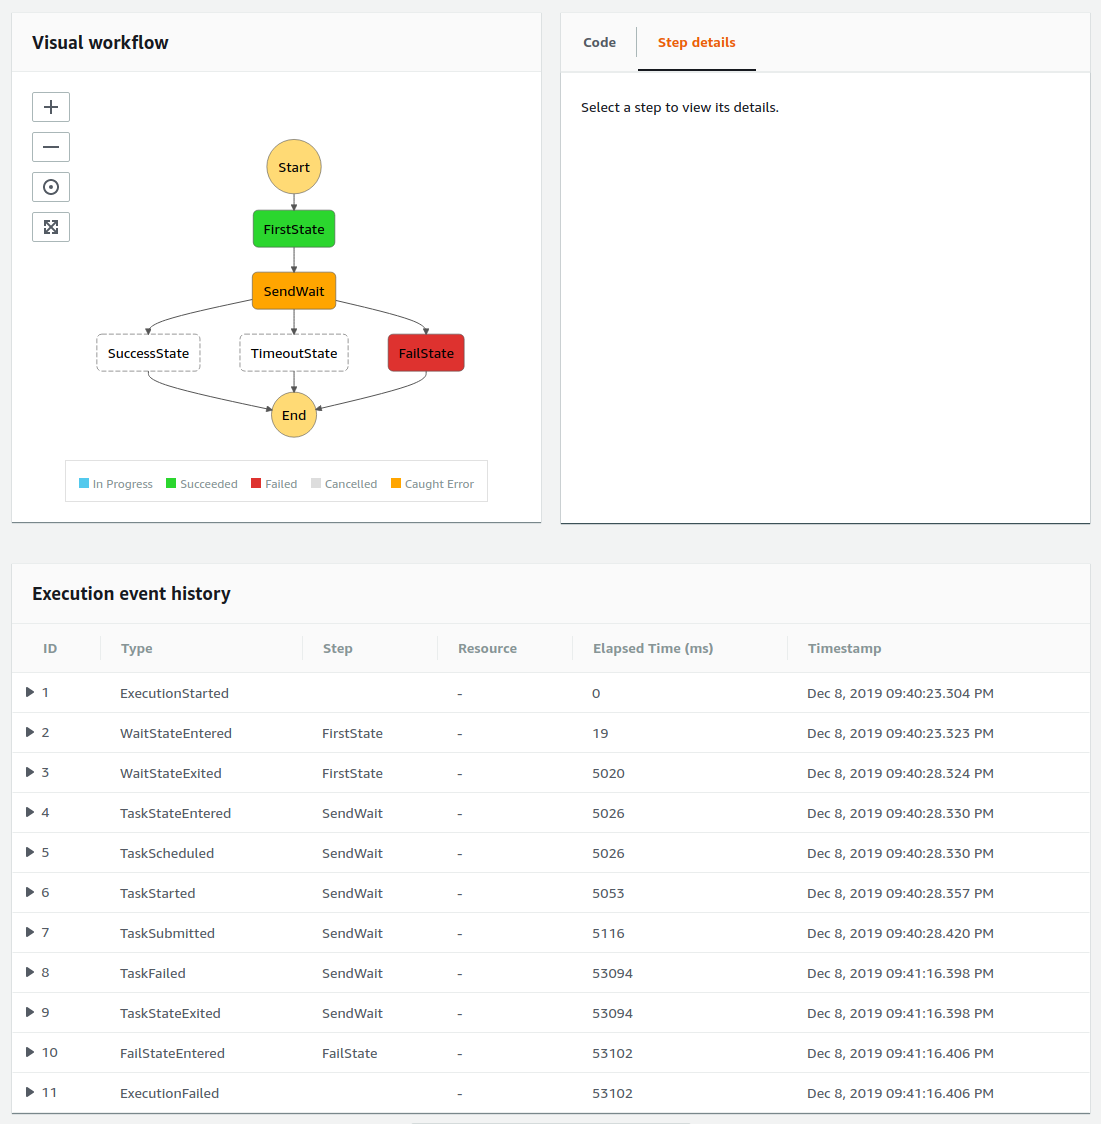 Visual workflow
Code
Step details
Select a step to view its details.
Start
FirstState
SendWait
SuccessState
TimeoutState
FailState
End
In Progress
Succeeded
Failed
Cancelled
Caught Error
Execution event history
ID Type Step Resource Elapsed Time (ms) Timestamp
1 ExecutionStarted - 0 Dec 8, 2019 09:40:23.304 PM
2 WaitStateEntered FirstState - 19 Dec 8, 2019 09:40:23.323 PM
3 WaitStateExited FirstState - 5020 Dec 8, 2019 09:40:28.324 PM
4 TaskStateEntered SendWait - 5026 Dec 8, 2019 09:40:28.330 PM
5 TaskScheduled SendWait - 5026 Dec 8, 2019 09:40:28.330 PM
6 TaskStarted SendWait - 5053 Dec 8, 2019 09:40:28.357 PM
7 TaskSubmitted SendWait - 5116 Dec 8, 2019 09:40:28.420 PM
8 TaskFailed SendWait - 53094 Dec 8, 2019 09:41:16.398 PM
9 TaskStateExited SendWait - 53094 Dec 8, 2019 09:41:16.398 PM
10 FailStateEntered FailState - 53102 Dec 8, 2019 09:41:16.406 PM
11 ExecutionFailed - 53102 Dec 8, 2019 09:41:16.406 PM